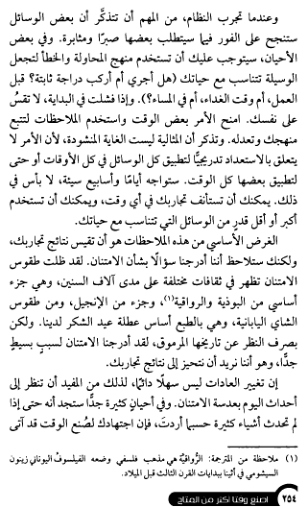 وعندما تجرب النظام، من المهم أن تتذكَّر أن بعض الوسائل
ستنجح على الفور فيما سيتطلب بعضها صبرًا ومثابرة. وفي بعض
الأحيان، سيتوجب عليك أن تستخدم منهج المحاولة والخطأ لتجعل
الوسيلة تتناسب مع حياتك (هل أجري أم أركب دراجة ثابتة؟ قبل
العمل، أم وقت الغداء، أم في المساء؟). وإذا فشلت في البداية، لا تقسُ
على نفسك. امنح الأمر بعض الوقت واستخدم الملاحظات لتتبع
منهجك وتعدله. وتذكر أن المثالية ليست الغاية المنشودة، لأن الأمر لا
يتعلق بالاستعداد تدريجيًّا لتطبيق كل الوسائل في كل الأوقات أو حتى
لتطبيق بعضها كل الوقت. ستواجه أيامًا وأسابيع سيئة، لا بأس في
ذلك. يمكنك أن تستأنف تجاربك في أي وقت، ويمكنك أن تستخدم
أكبر أو أقل قدرٍ من الوسائل التي تتناسب مع حياتك.
الغرض الأساسي من هذه الملاحظات هو أن تقيس نتائج تجاربك،
ولكنك ستلاحظ أننا أدرجنا سؤالًا بشأن الامتنان. لقد ظلت طقوس
الامتنان تظهر في ثقافات مختلفة على مدى آلاف السنين، وهي جزء
أساسي من البوذية والرواقية(١)، وجزء من الإنجيل، ومن طقوس
الشاي اليابانية، وهي بالطبع أساس عطلة عيد الشكر لدينا. ولكن
بصرف النظر عن تاريخها المرموق، لقد أدرجنا الامتنان لسببٍ بسيطٍ
جدًّا، وهو أننا نريد أن نتحيز إلى نتائج تجاربك.
إن تغيير العادات ليس سهلًا دائمًا، لذلك من المفيد أن تنظر إلى
أحداث اليوم بعدسة الامتنان. وفي أحيانٍ كثيرة جدًّا ستجد أنه حتى إذا
لم تحدث أشياء كثيرة حسبما أردتَ، فإن اجتهادك لصُنع الوقت قد آتى
(١) ملاحظة من المترجمة: الرِّواقيَّة هي مذهب فلسفي وضعه الفيلسوفُ اليوناني زينون
السيشومي في أثينا ببدايات القرن الثالث قبل الميلاد.
٢٥٤ اصنع وقتًا أكثر من المتاح